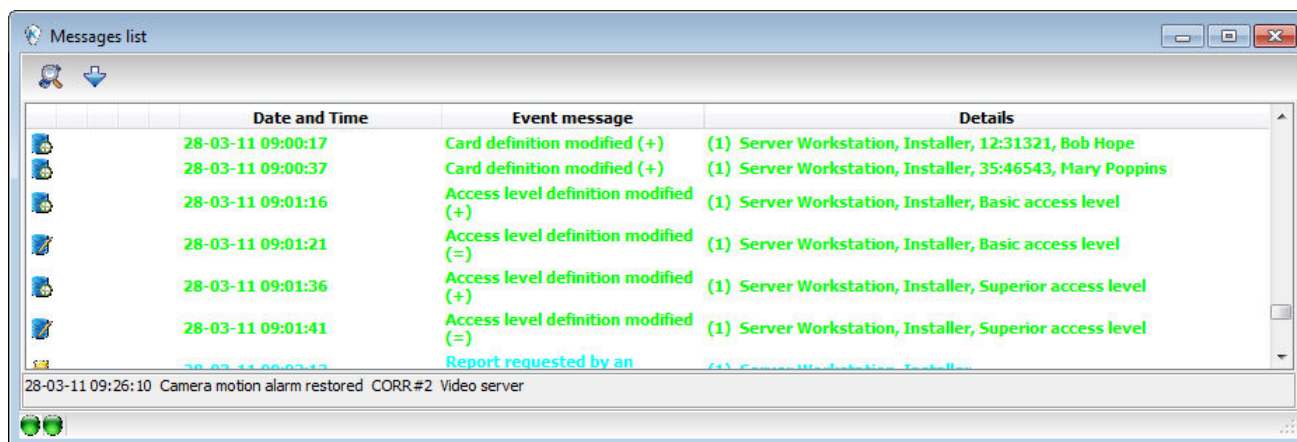 Messages list
Date and Time Event message Details
28-03-11 09:00:17 Card definition modified (+) (1) Server Workstation, Installer, 12:31321, Bob Hope
28-03-11 09:00:37 Card definition modified (+) (1) Server Workstation, Installer, 35:46543, Mary Poppins
28-03-11 09:01:16 Access level definition modified (+) (1) Server Workstation, Installer, Basic access level
28-03-11 09:01:21 Access level definition modified (=) (1) Server Workstation, Installer, Basic access level
28-03-11 09:01:36 Access level definition modified (+) (1) Server Workstation, Installer, Superior access level
28-03-11 09:01:41 Access level definition modified (=) (1) Server Workstation, Installer, Superior access level
Report requested by an
28-03-11 09:26:10 Camera motion alarm restored CORR#2 Video server